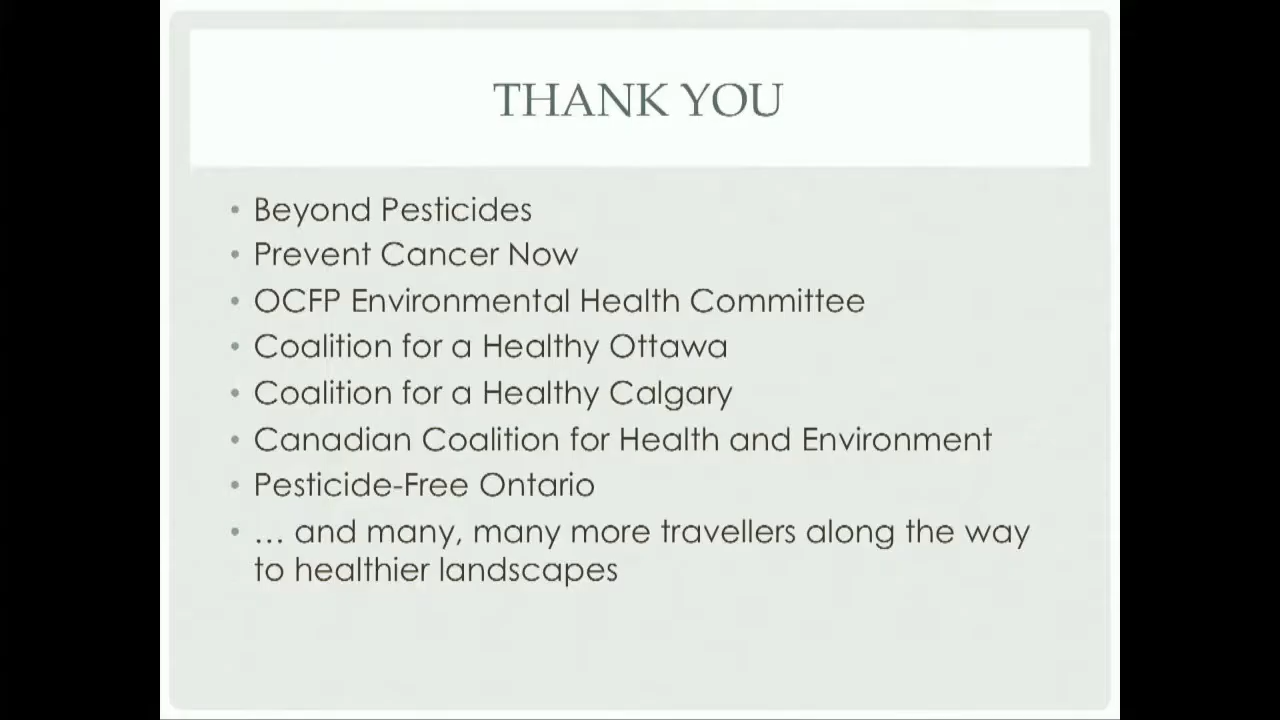 THANK YOU
• Beyond Pesticides
• Prevent Cancer Now
• OCFP Environmental Health Committee
• Coalition for a Healthy Ottawa
• Coalition for a Healthy Calgary
• Canadian Coalition for Health and Environment
• Pesticide-Free Ontario
• … and many, many more travellers along the way
to healthier landscapes